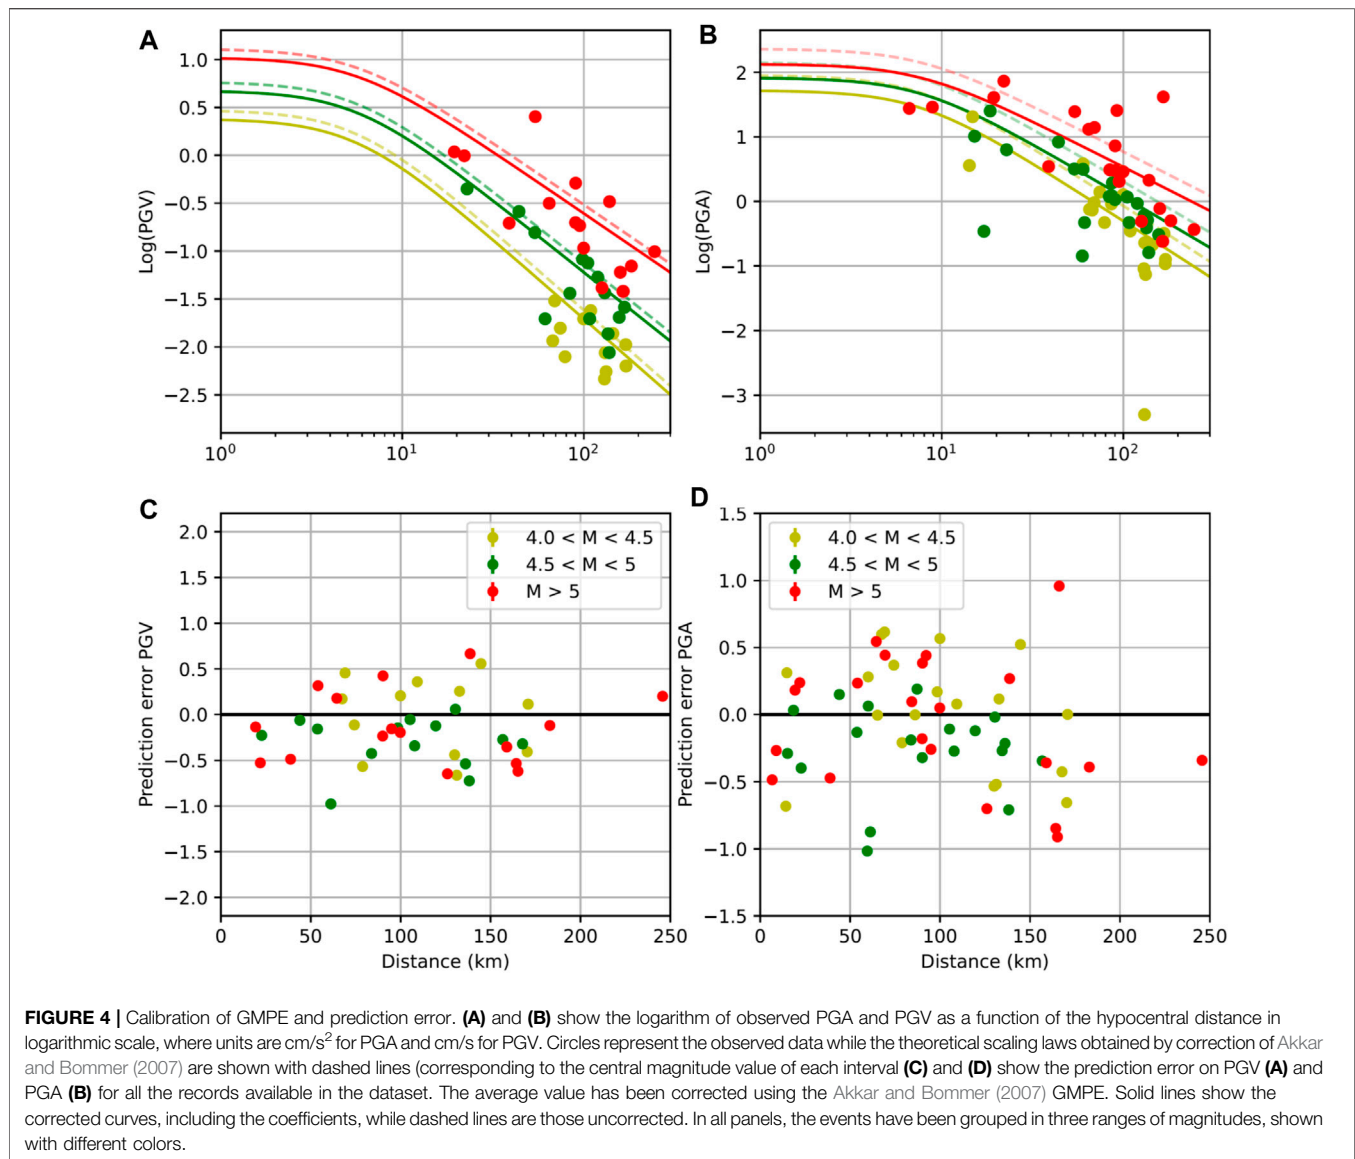 A
B
1.0
0.5
0.0
−0.5
−1.0
−1.5
−2.0
−2.5
Log(PGV)
10⁰
10¹
10²
2
1
0
−1
−2
−3
Log(PGA)
10⁰
10¹
10²
C
D
2.0
1.5
1.0
0.5
0.0
−0.5
−1.0
−1.5
−2.0
Prediction error PGV
4.0 < M < 4.5
4.5 < M < 5
M > 5
0
50
100
150
200
250
Distance (km)
1.5
1.0
0.5
0.0
−0.5
−1.0
−1.5
Prediction error PGA
4.0 < M < 4.5
4.5 < M < 5
M > 5
0
50
100
150
200
250
Distance (km)
FIGURE 4 | Calibration of GMPE and prediction error. (A) and (B) show the logarithm of observed PGA and PGV as a function of the hypocentral distance in
logarithmic scale, where units are cm/s² for PGA and cm/s for PGV. Circles represent the observed data while the theoretical scaling laws obtained by correction of Akkar
and Bommer (2007) are shown with dashed lines (corresponding to the central magnitude value of each interval (C) and (D) show the prediction error on PGV (A) and
PGA (B) for all the records available in the dataset. The average value has been corrected using the Akkar and Bommer (2007) GMPE. Solid lines show the
corrected curves, including the coefficients, while dashed lines are those uncorrected. In all panels, the events have been grouped in three ranges of magnitudes, shown
with different colors.